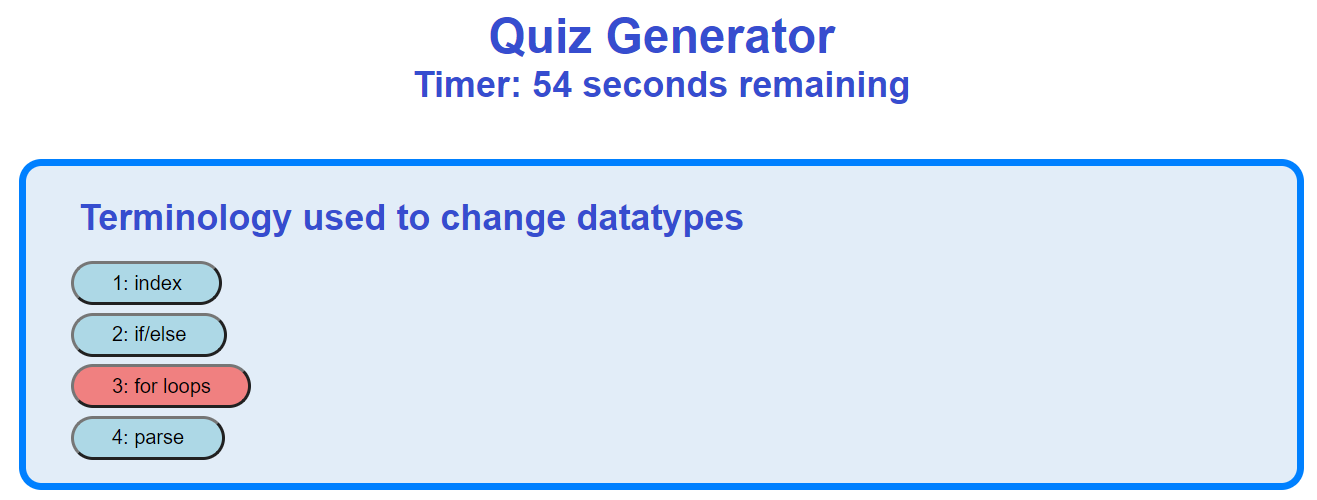 Quiz Generator
Timer: 54 seconds remaining
Terminology used to change datatypes
1: index
2: if/else
3: for loops
4: parse